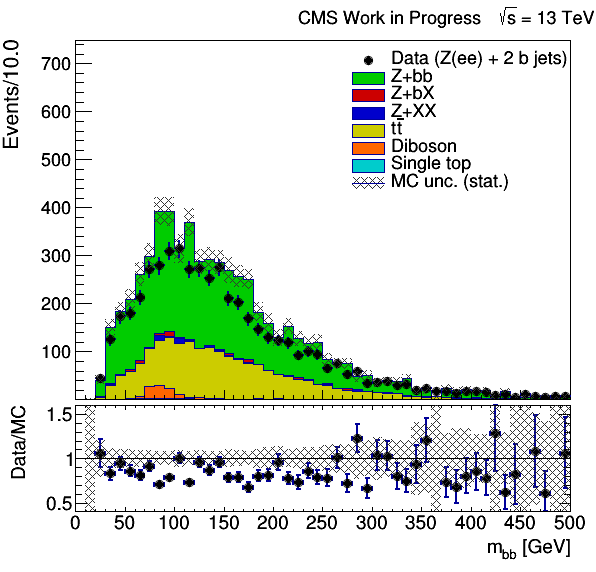 CMS Work in Progress √s = 13 TeV
Events/10.0
700
600
500
400
300
200
100
Data (Z(ee) + 2 b jets)
Z+bb
Z+bX
Z+XX
tt̄
Diboson
Single top
MC unc. (stat.)
Data/MC
1.5
1
0.5
0 50 100 150 200 250 300 350 400 450 500
m_bb [GeV]